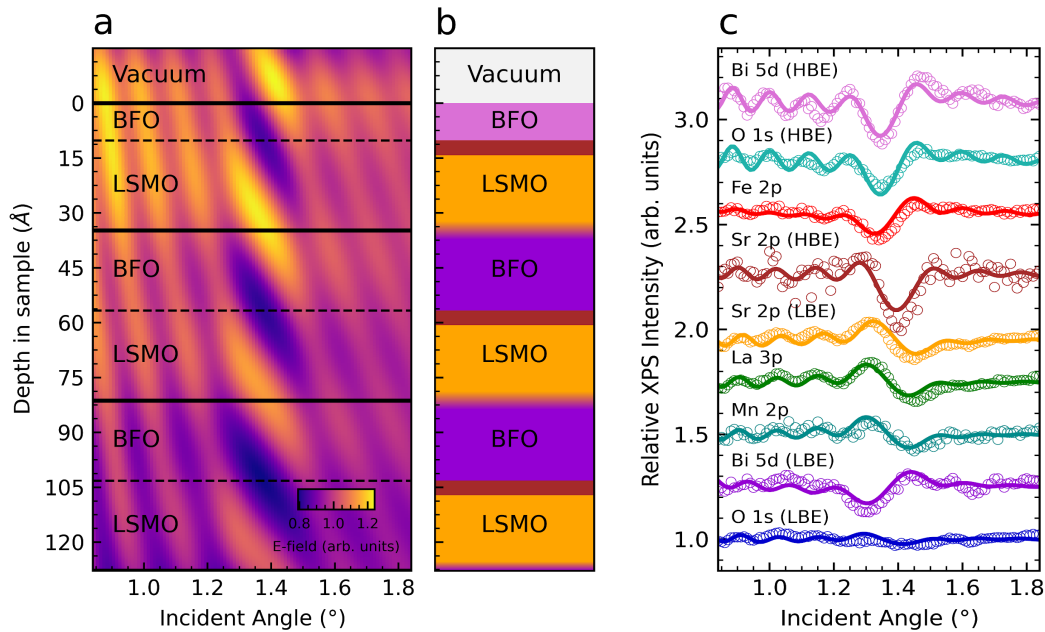 a
b
c
Vacuum
BFO
LSMO
BFO
LSMO
BFO
LSMO
0
15
30
45
60
75
90
105
120
Depth in sample (Å)
0.8 1.0 1.2
E-field (arb. units)
1.0 1.2 1.4 1.6 1.8
Incident Angle (°)
Vacuum
BFO
LSMO
BFO
LSMO
BFO
LSMO
Relative XPS Intensity (arb. units)
3.0
2.5
2.0
1.5
1.0
Bi 5d (HBE)
O 1s (HBE)
Fe 2p
Sr 2p (HBE)
Sr 2p (LBE)
La 3p
Mn 2p
Bi 5d (LBE)
O 1s (LBE)
1.0 1.2 1.4 1.6 1.8
Incident Angle (°)